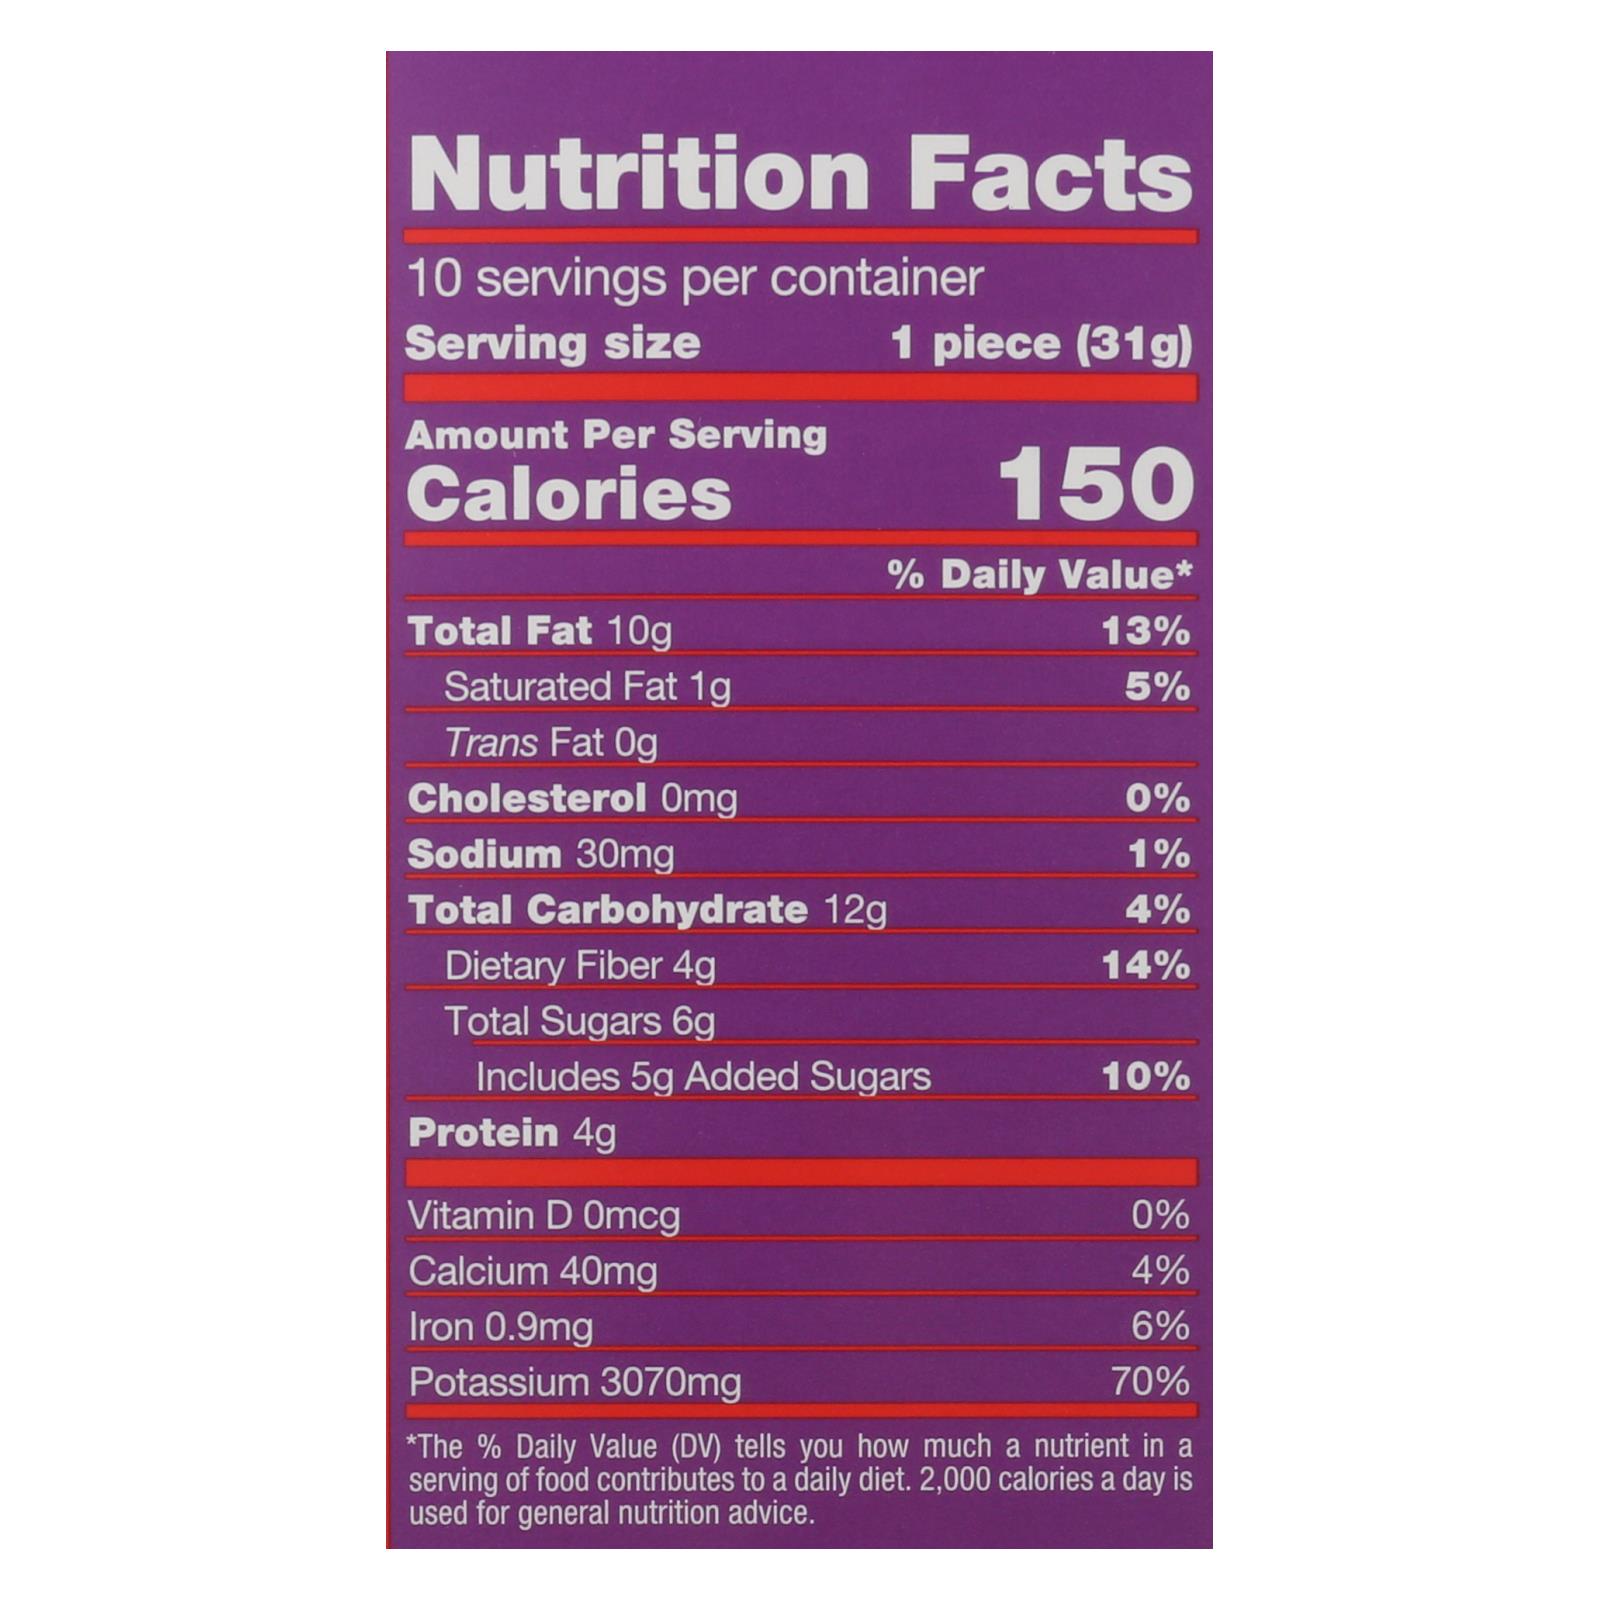 Nutrition Facts
10 servings per container
Serving size 1 piece (31g)
Amount Per Serving
Calories 150
% Daily Value*
Total Fat 10g 13%
Saturated Fat 1g 5%
Trans Fat 0g
Cholesterol 0mg 0%
Sodium 30mg 1%
Total Carbohydrate 12g 4%
Dietary Fiber 4g 14%
Total Sugars 6g
Includes 5g Added Sugars 10%
Protein 4g
Vitamin D 0mcg 0%
Calcium 40mg 4%
Iron 0.9mg 6%
Potassium 3070mg 70%
*The % Daily Value (DV) tells you how much a nutrient in a
serving of food contributes to a daily diet. 2,000 calories a day is
used for general nutrition advice.